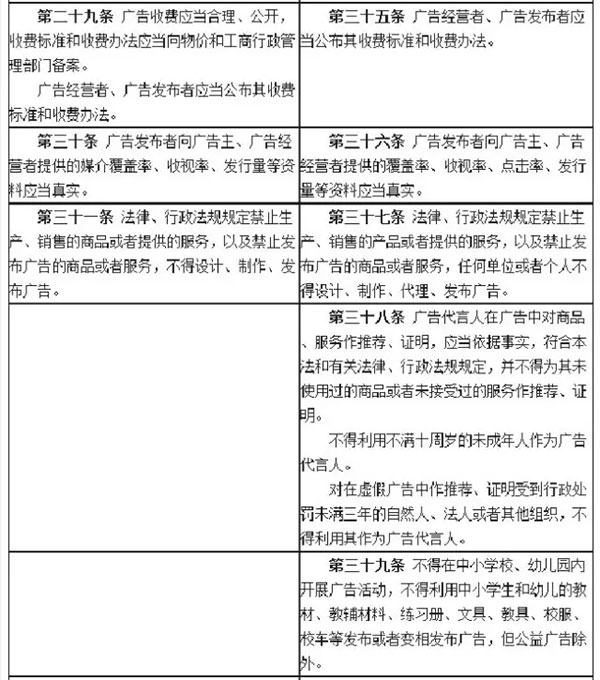 第二十九条 广告收费应当合理、公开，
收费标准和收费办法应当向物价和工商行政管
理部门备案。
广告经营者、广告发布者应当公布其收费
标准和收费办法。
第三十五条 广告经营者、广告发布者应
当公布其收费标准和收费办法。
第三十条 广告发布者向广告主、广告经
营者提供的媒介覆盖率、收视率、发行量等资
料应当真实。
第三十六条 广告发布者向广告主、广告
经营者提供的覆盖率、收视率、点击率、发行
量等资料应当真实。
第三十一条 法律、行政法规规定禁止生
产、销售的商品或者提供的服务，以及禁止发
布广告的商品或者服务，不得设计、制作、发
布广告。
第三十七条 法律、行政法规规定禁止生
产、销售的产品或者提供的服务，以及禁止发
布广告的商品或者服务，任何单位或者个人不
得设计、制作、代理、发布广告。
第三十八条 广告代言人在广告中对商品
、服务作推荐、证明，应当依据事实，符合本
法和有关法律、行政法规规定，并不得为其未
使用过的商品或者未接受过的服务作推荐、证
明。
不得利用不满十周岁的未成年人作为广告
代言人。
对在虚假广告中作推荐、证明受到行政处
罚未满三年的自然人、法人或者其他组织，不
得利用其作为广告代言人。
第三十九条 不得在中小学校、幼儿园内
开展广告活动，不得利用中小学生和幼儿的教
材、教辅材料、练习册、文具、教具、校服、
校车等发布或者变相发布广告，但公益广告除
外。